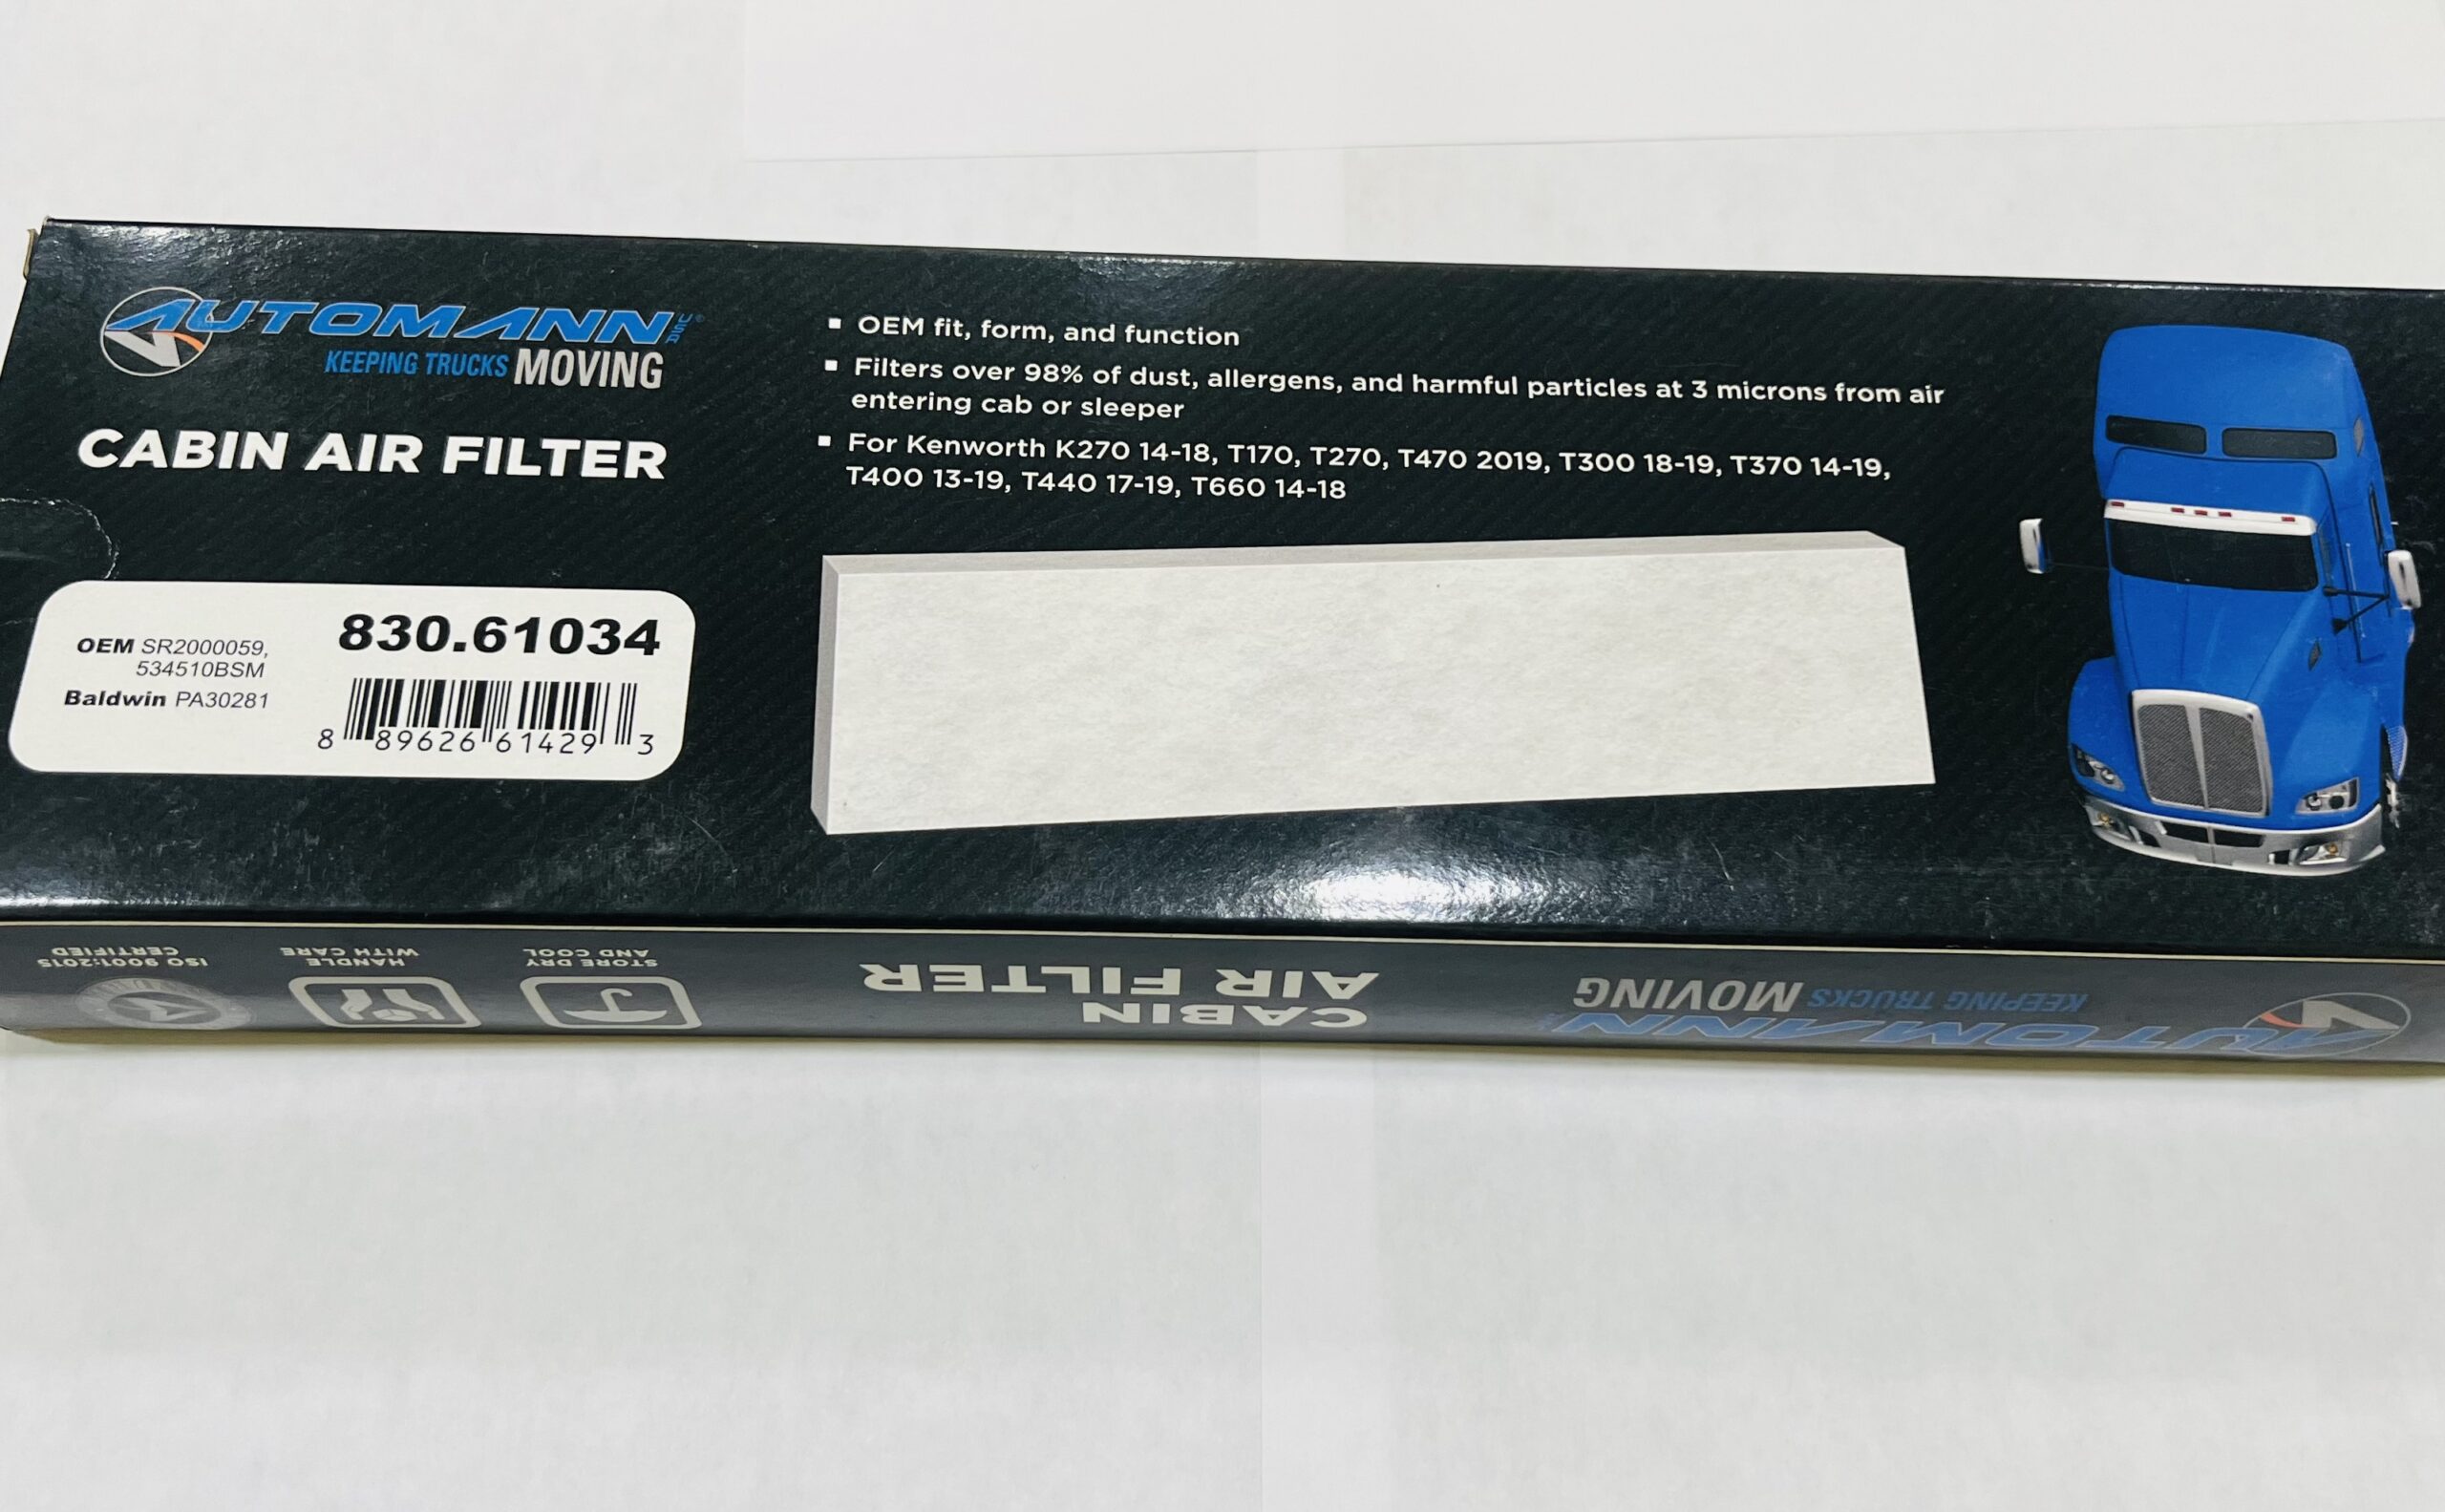 AUTOMANN USA®
KEEPING TRUCKS MOVING
CABIN AIR FILTER
▪ OEM fit, form, and function
▪ Filters over 98% of dust, allergens, and harmful particles at 3 microns from air
entering cab or sleeper
▪ For Kenworth K270 14-18, T170, T270, T470 2019, T300 18-19, T370 14-19,
T400 13-19, T440 17-19, T660 14-18
OEM SR2000059,
534510BSM
Baldwin PA30281
830.61034
8 89626 61429 3
AUTOMANN
KEEPING TRUCKS MOVING
CABIN
AIR FILTER
STORE DRY
AND COOL
HANDLE
WITH CARE
ISO 9001:2015
CERTIFIED